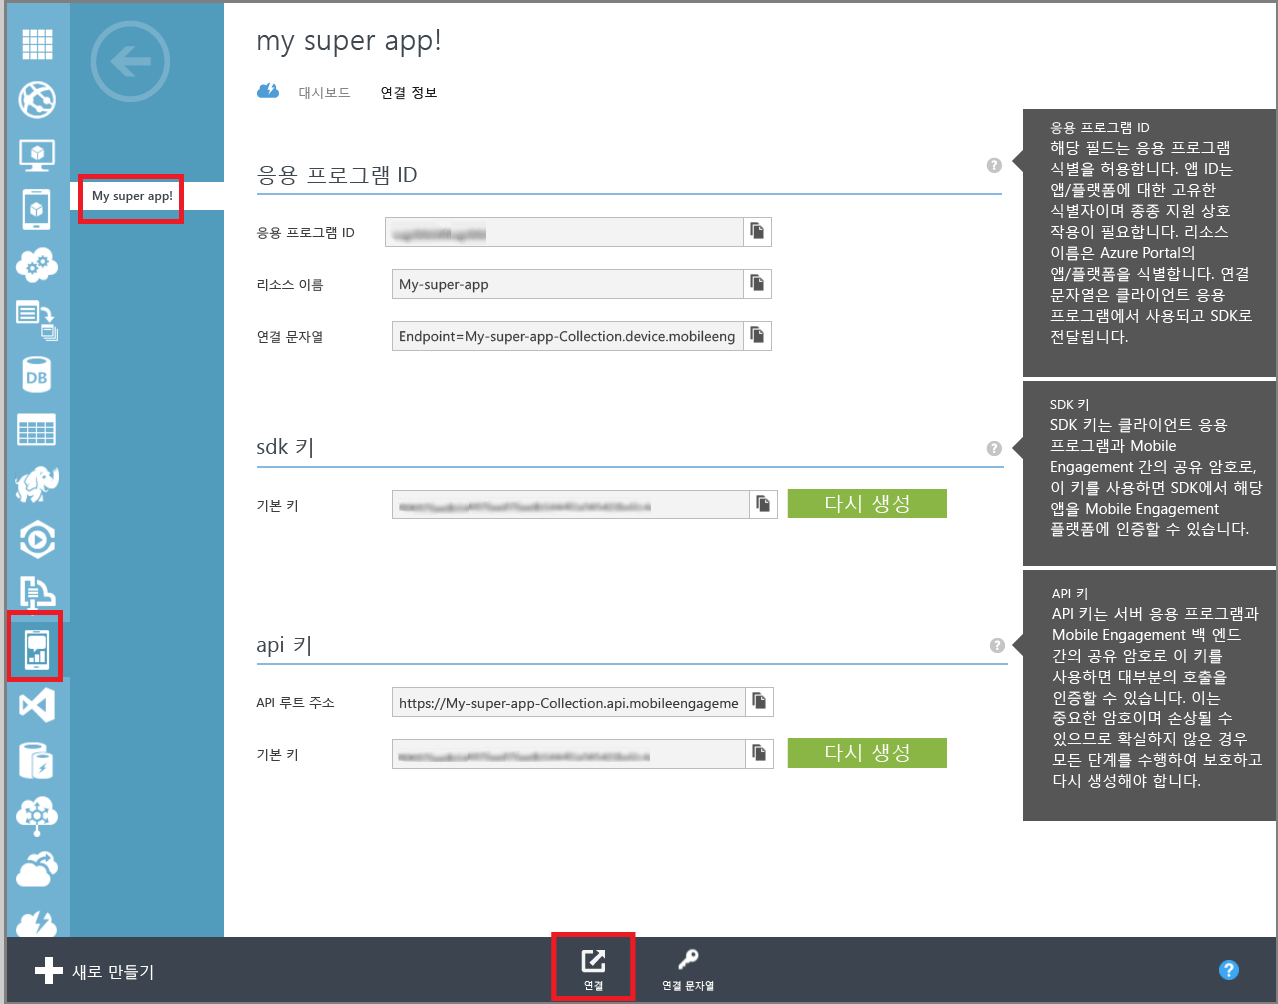 my super app!
대시보드 연결 정보
My super app!
응용 프로그램 ID
응용 프로그램 ID
리소스 이름 My-super-app
연결 문자열 Endpoint=My-super-app-Collection.device.mobileeng
응용 프로그램 ID
해당 필드는 응용 프로그램
식별을 허용합니다. 앱 ID는
앱/플랫폼에 대한 고유한
식별자이며 종종 지원 상호
작용이 필요합니다. 리소스
이름은 Azure Portal의
앱/플랫폼을 식별합니다. 연결
문자열은 클라이언트 응용
프로그램에서 사용되고 SDK로
전달됩니다.
sdk 키
기본 키 다시 생성
SDK 키
SDK 키는 클라이언트 응용
프로그램과 Mobile
Engagement 간의 공유 암호로,
이 키를 사용하면 SDK에서 해당
앱을 Mobile Engagement
플랫폼에 인증할 수 있습니다.
api 키
API 루트 주소 https://My-super-app-Collection.api.mobileengageme
기본 키 다시 생성
API 키
API 키는 서버 응용 프로그램과
Mobile Engagement 백 엔드
간의 공유 암호로 이 키를
사용하면 대부분의 호출을
인증할 수 있습니다. 이는
중요한 암호이며 손상될 수
있으므로 확실하지 않은 경우
모든 단계를 수행하여 보호하고
다시 생성해야 합니다.
DB
새로 만들기 연결 연결 문자열 ?